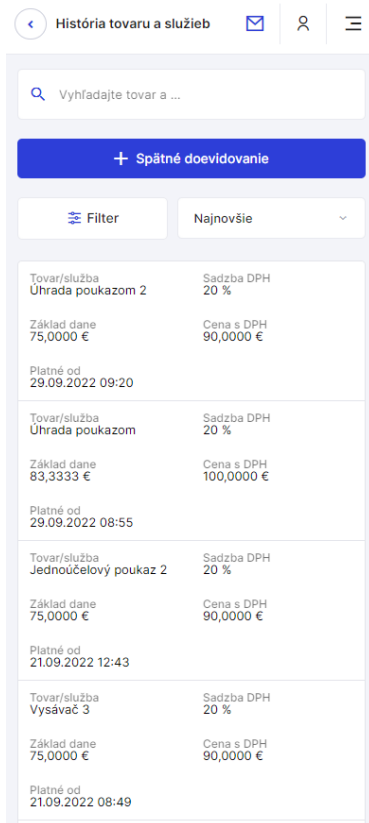 História tovaru a služieb
Vyhľadajte tovar a ...
Spätné doevidovanie
Filter
Najnovšie
Tovar/služba Sadzba DPH
Úhrada poukazom 2 20 %
Základ dane Cena s DPH
75,0000 € 90,0000 €
Platné od
29.09.2022 09:20
Tovar/služba Sadzba DPH
Úhrada poukazom 20 %
Základ dane Cena s DPH
83,3333 € 100,0000 €
Platné od
29.09.2022 08:55
Tovar/služba Sadzba DPH
Jednoúčelový poukaz 2 20 %
Základ dane Cena s DPH
75,0000 € 90,0000 €
Platné od
21.09.2022 12:43
Tovar/služba Sadzba DPH
Vysávač 3 20 %
Základ dane Cena s DPH
75,0000 € 90,0000 €
Platné od
21.09.2022 08:49